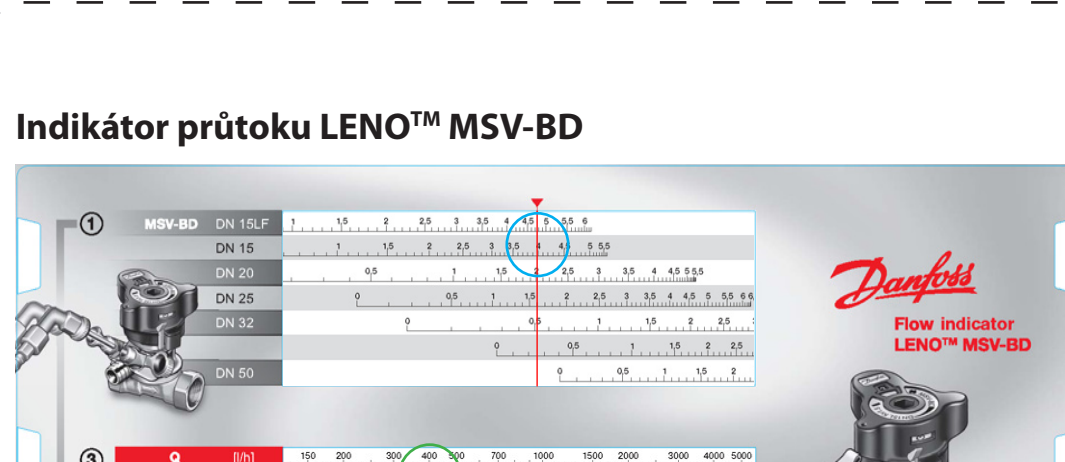 Indikátor průtoku LENO™ MSV-BD
1 MSV-BD DN 15LF 1 1,5 2 2,5 3 3,5 4 4,5 5 5,5 6
DN 15 1 1,5 2 2,5 3 3,5 4 4,5 5 5,5
DN 20 0,5 1 1,5 2 2,5 3 3,5 4 4,5 5 5,5
DN 25 0 0,5 1 1,5 2 2,5 3 3,5 4 4,5 5 5,5 6
DN 32 0 0,5 1 1,5 2 2,5
0 0,5 1 1,5 2 2,5
DN 50 0 0,5 1 1,5 2
Danfoss
Flow indicator
LENO™ MSV-BD
Danfoss
3 Q [l/h] 150 200 300 400 500 700 1000 1500 2000 3000 4000 5000